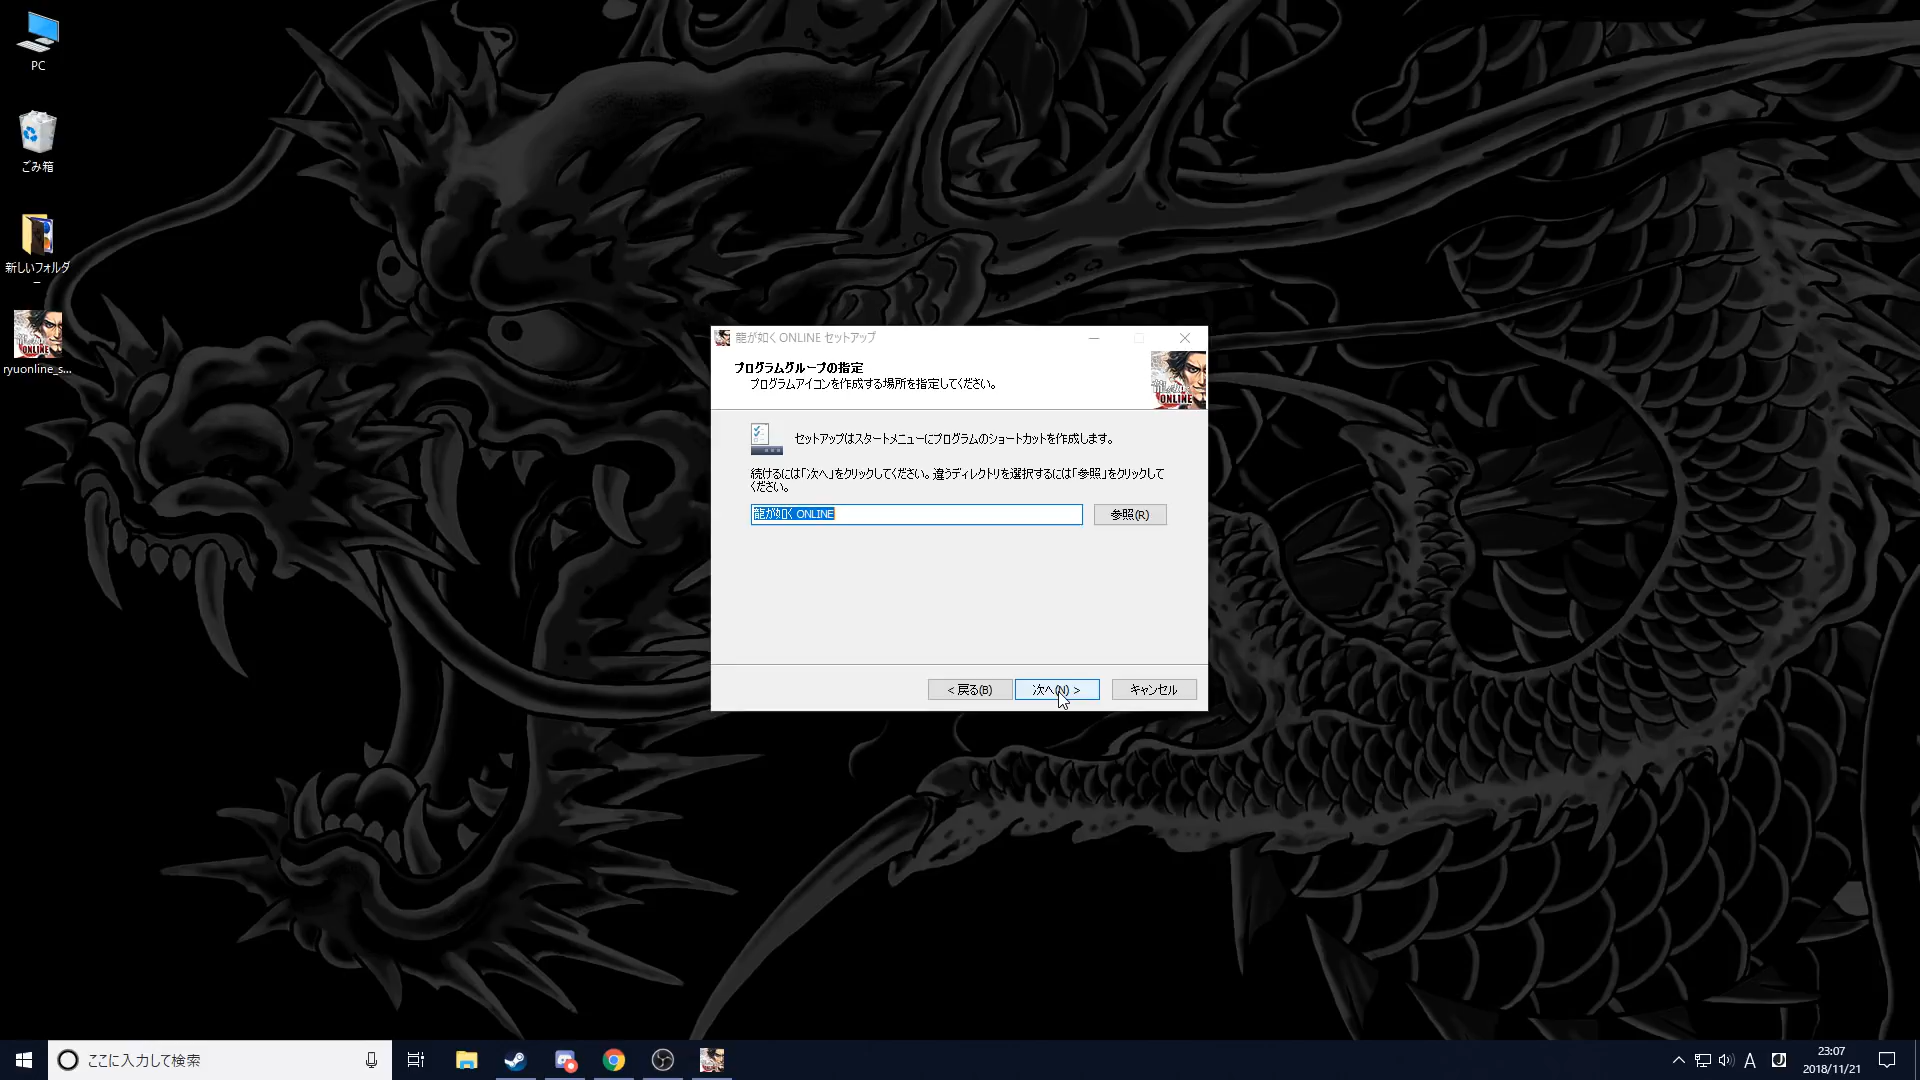 PC
ごみ箱
新しいフォルダ
ー
ryuonline_s...
龍が如く ONLINE セットアップ
プログラムグループの指定
プログラムアイコンを作成する場所を指定してください。
セットアップはスタートメニューにプログラムのショートカットを作成します。
続けるには「次へ」をクリックしてください。違うディレクトリを選択するには「参照」をクリックして
ください。
龍が如く ONLINE
参照(R)
< 戻る(B)
次へ(N) >
キャンセル
ここに入力して検索
A
23:07
2018/11/21